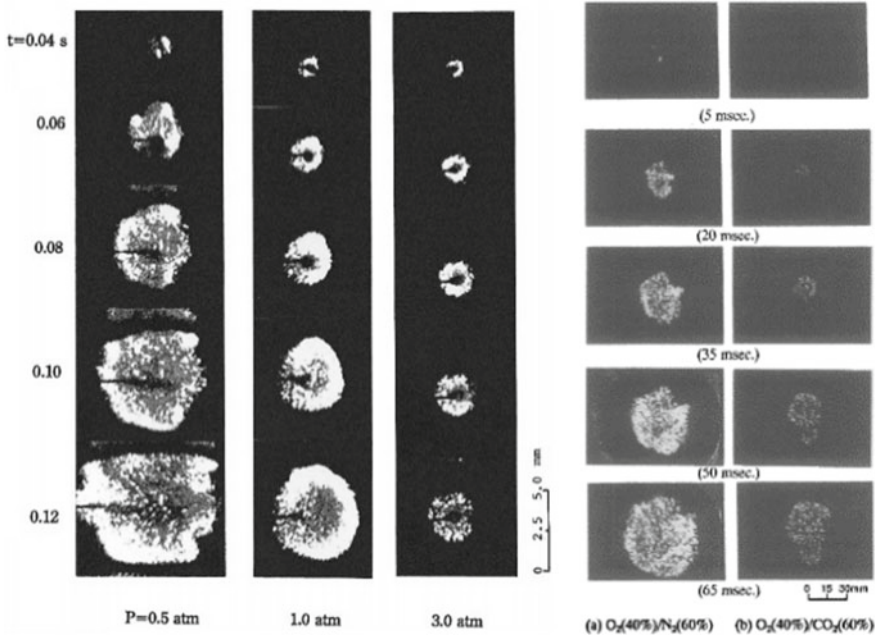 t=0.04 s
0.06
0.08
0.10
0.12
P=0.5 atm
1.0 atm
3.0 atm
0 2.5 5.0 mm
(5 msec.)
(20 msec.)
(35 msec.)
(50 msec.)
(65 msec.)
0 15 30mm
(a) O₂(40%)/N₂(60%)
(b) O₂(40%)/CO₂(60%)